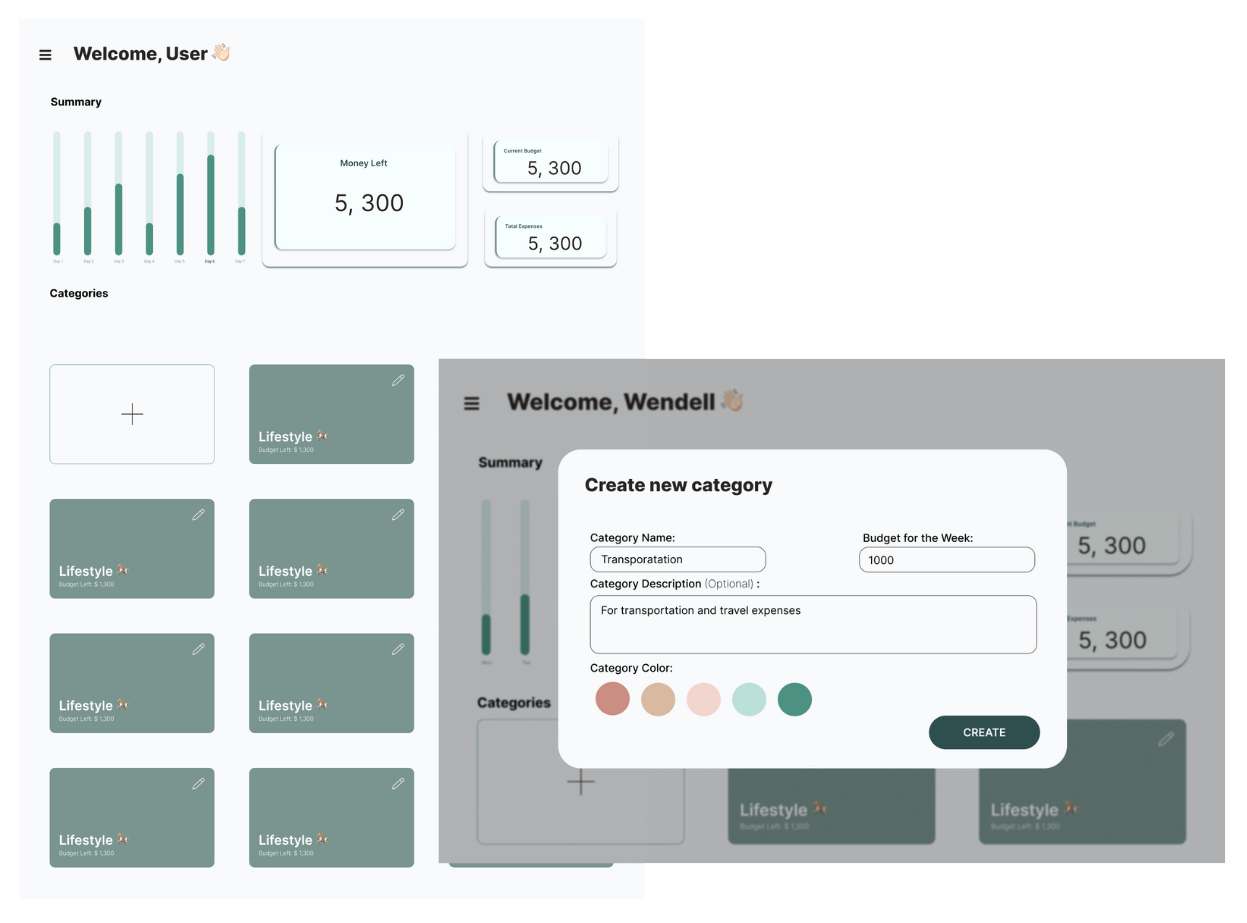 Welcome, User 👋🏻
Summary
Money Left
5, 300
Current Budget
5, 300
Total Expenses
5, 300
Day 1 Day 2 Day 3 Day 4 Day 5 Day 6 Day 7
Categories
Lifestyle
Budget Left: $ 1,300
Lifestyle
Budget Left: $ 1,300
Lifestyle
Budget Left: $ 1,300
Lifestyle
Budget Left: $ 1,300
Lifestyle
Budget Left: $ 1,300
Lifestyle
Budget Left: $ 1,300
Lifestyle
Budget Left: $ 1,300
Welcome, Wendell 👋🏻
Summary
Mon Tue
Budget
5, 300
Expenses
5, 300
Categories
Lifestyle
Budget Left: $ 1,300
Lifestyle
Budget Left: $ 1,300
Create new category
Category Name:
Transporatation
Budget for the Week:
1000
Category Description (Optional) :
For transportation and travel expenses
Category Color:
CREATE